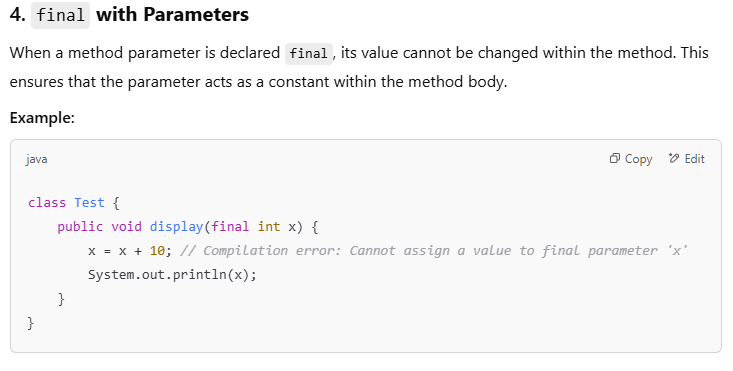 4. final with Parameters
When a method parameter is declared final, its value cannot be changed within the method. This
ensures that the parameter acts as a constant within the method body.
Example:
java Copy Edit
class Test {
    public void display(final int x) {
        x = x + 10; // Compilation error: Cannot assign a value to final parameter 'x'
        System.out.println(x);
    }
}